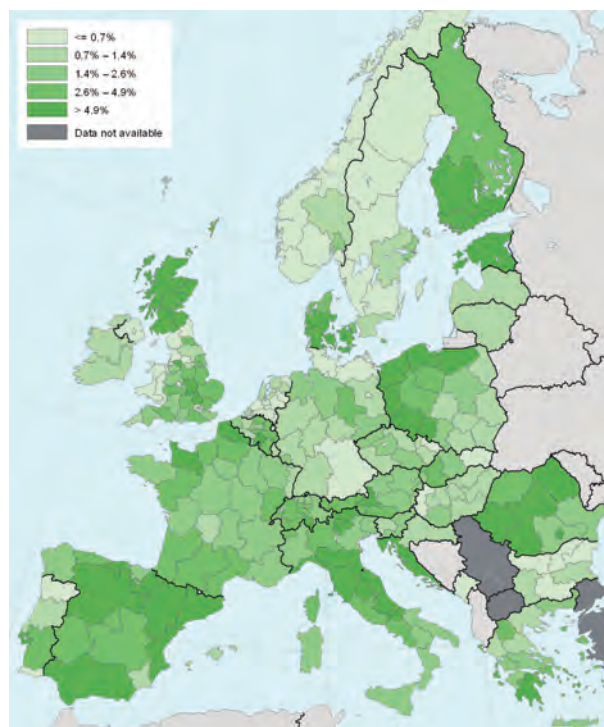 <= 0.7%
0.7% – 1.4%
1.4% – 2.6%
2.6% – 4.9%
> 4.9%
Data not available